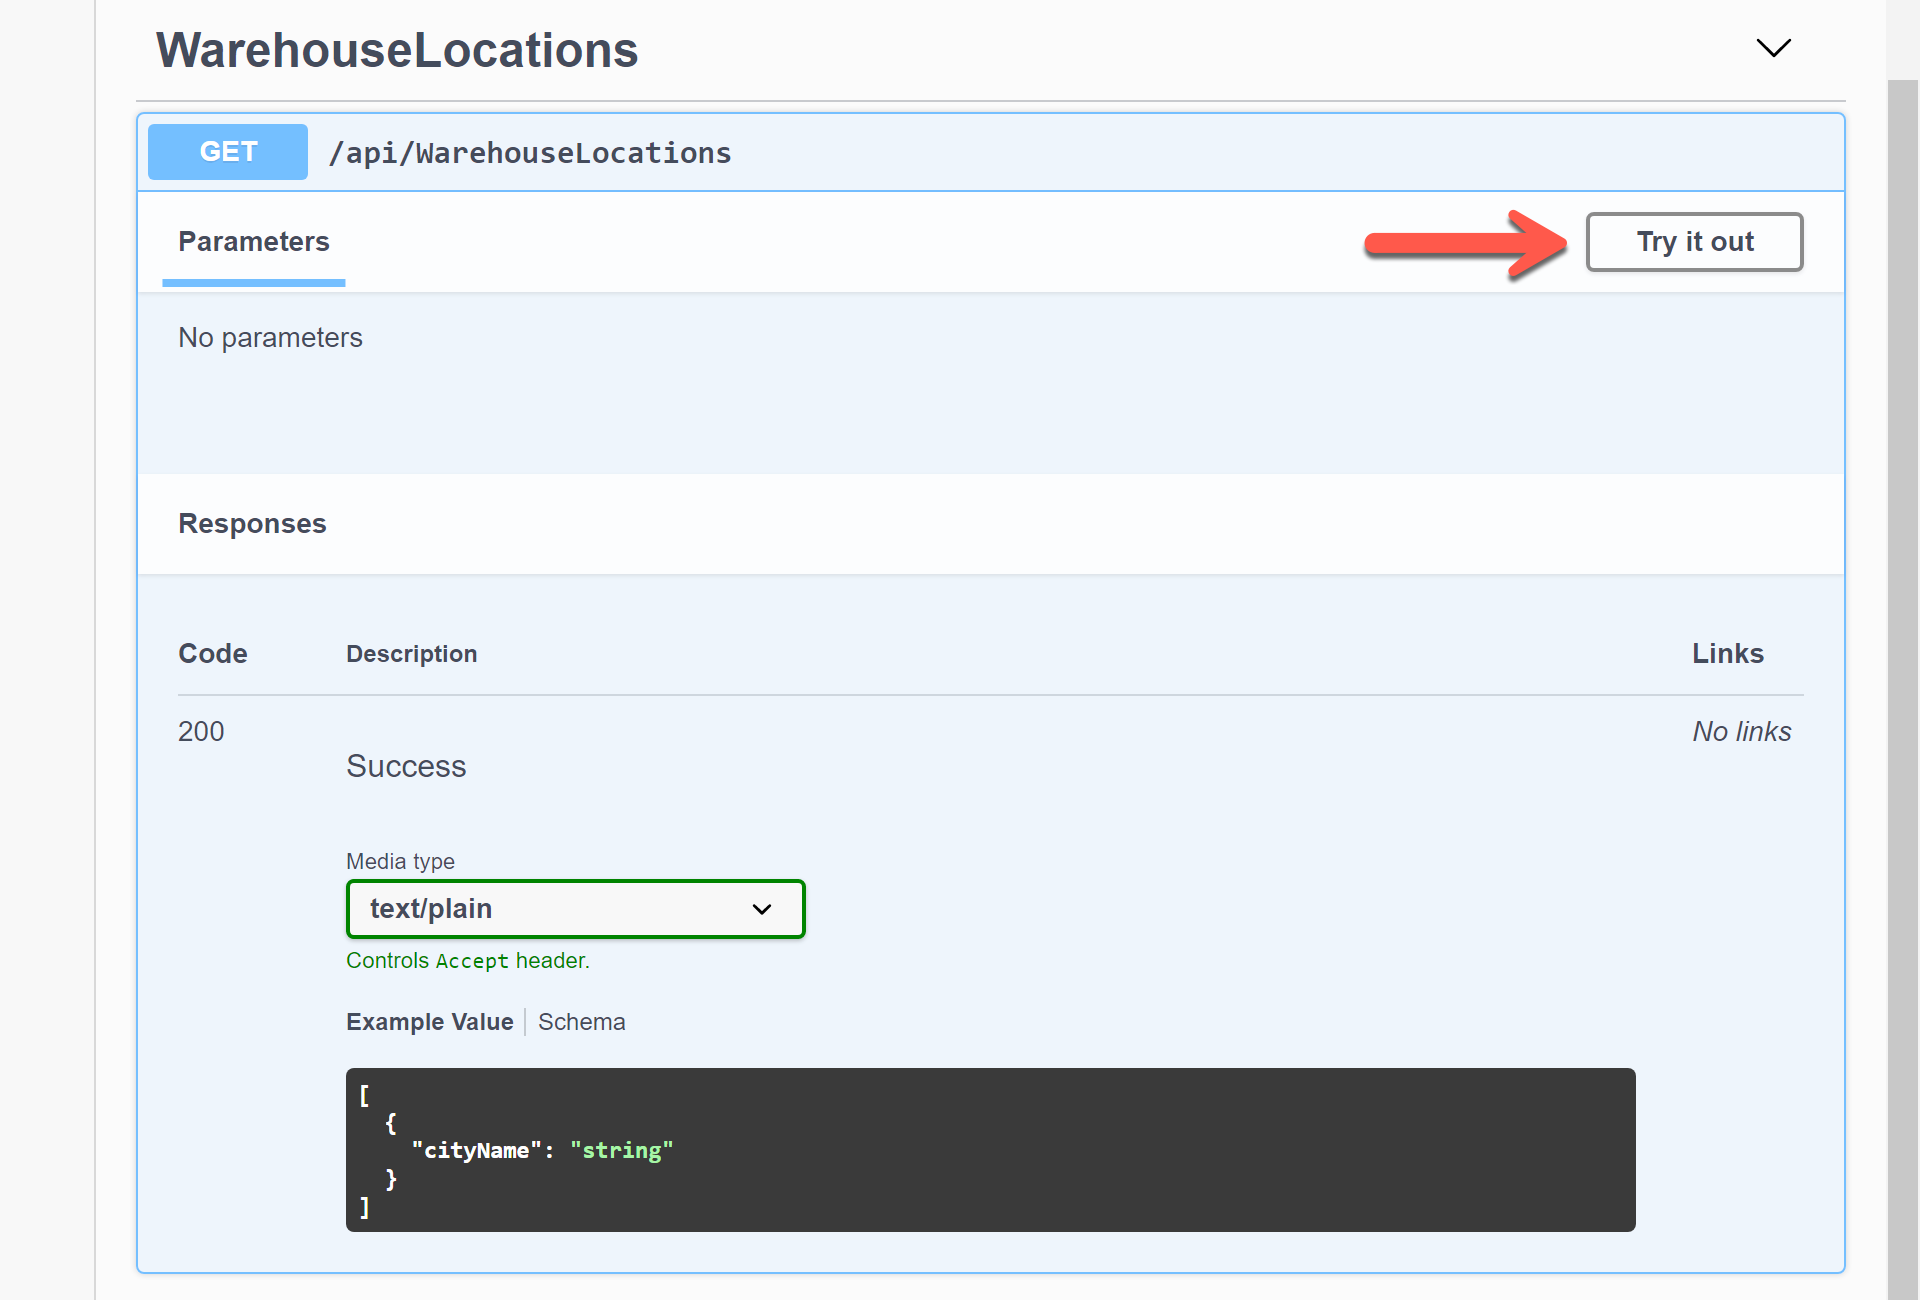 WarehouseLocations
GET /api/WarehouseLocations
Parameters
Try it out
No parameters
Responses
Code Description Links
200 No links
Success
Media type
text/plain
Controls Accept header.
Example Value Schema
[
{
"cityName": "string"
}
]